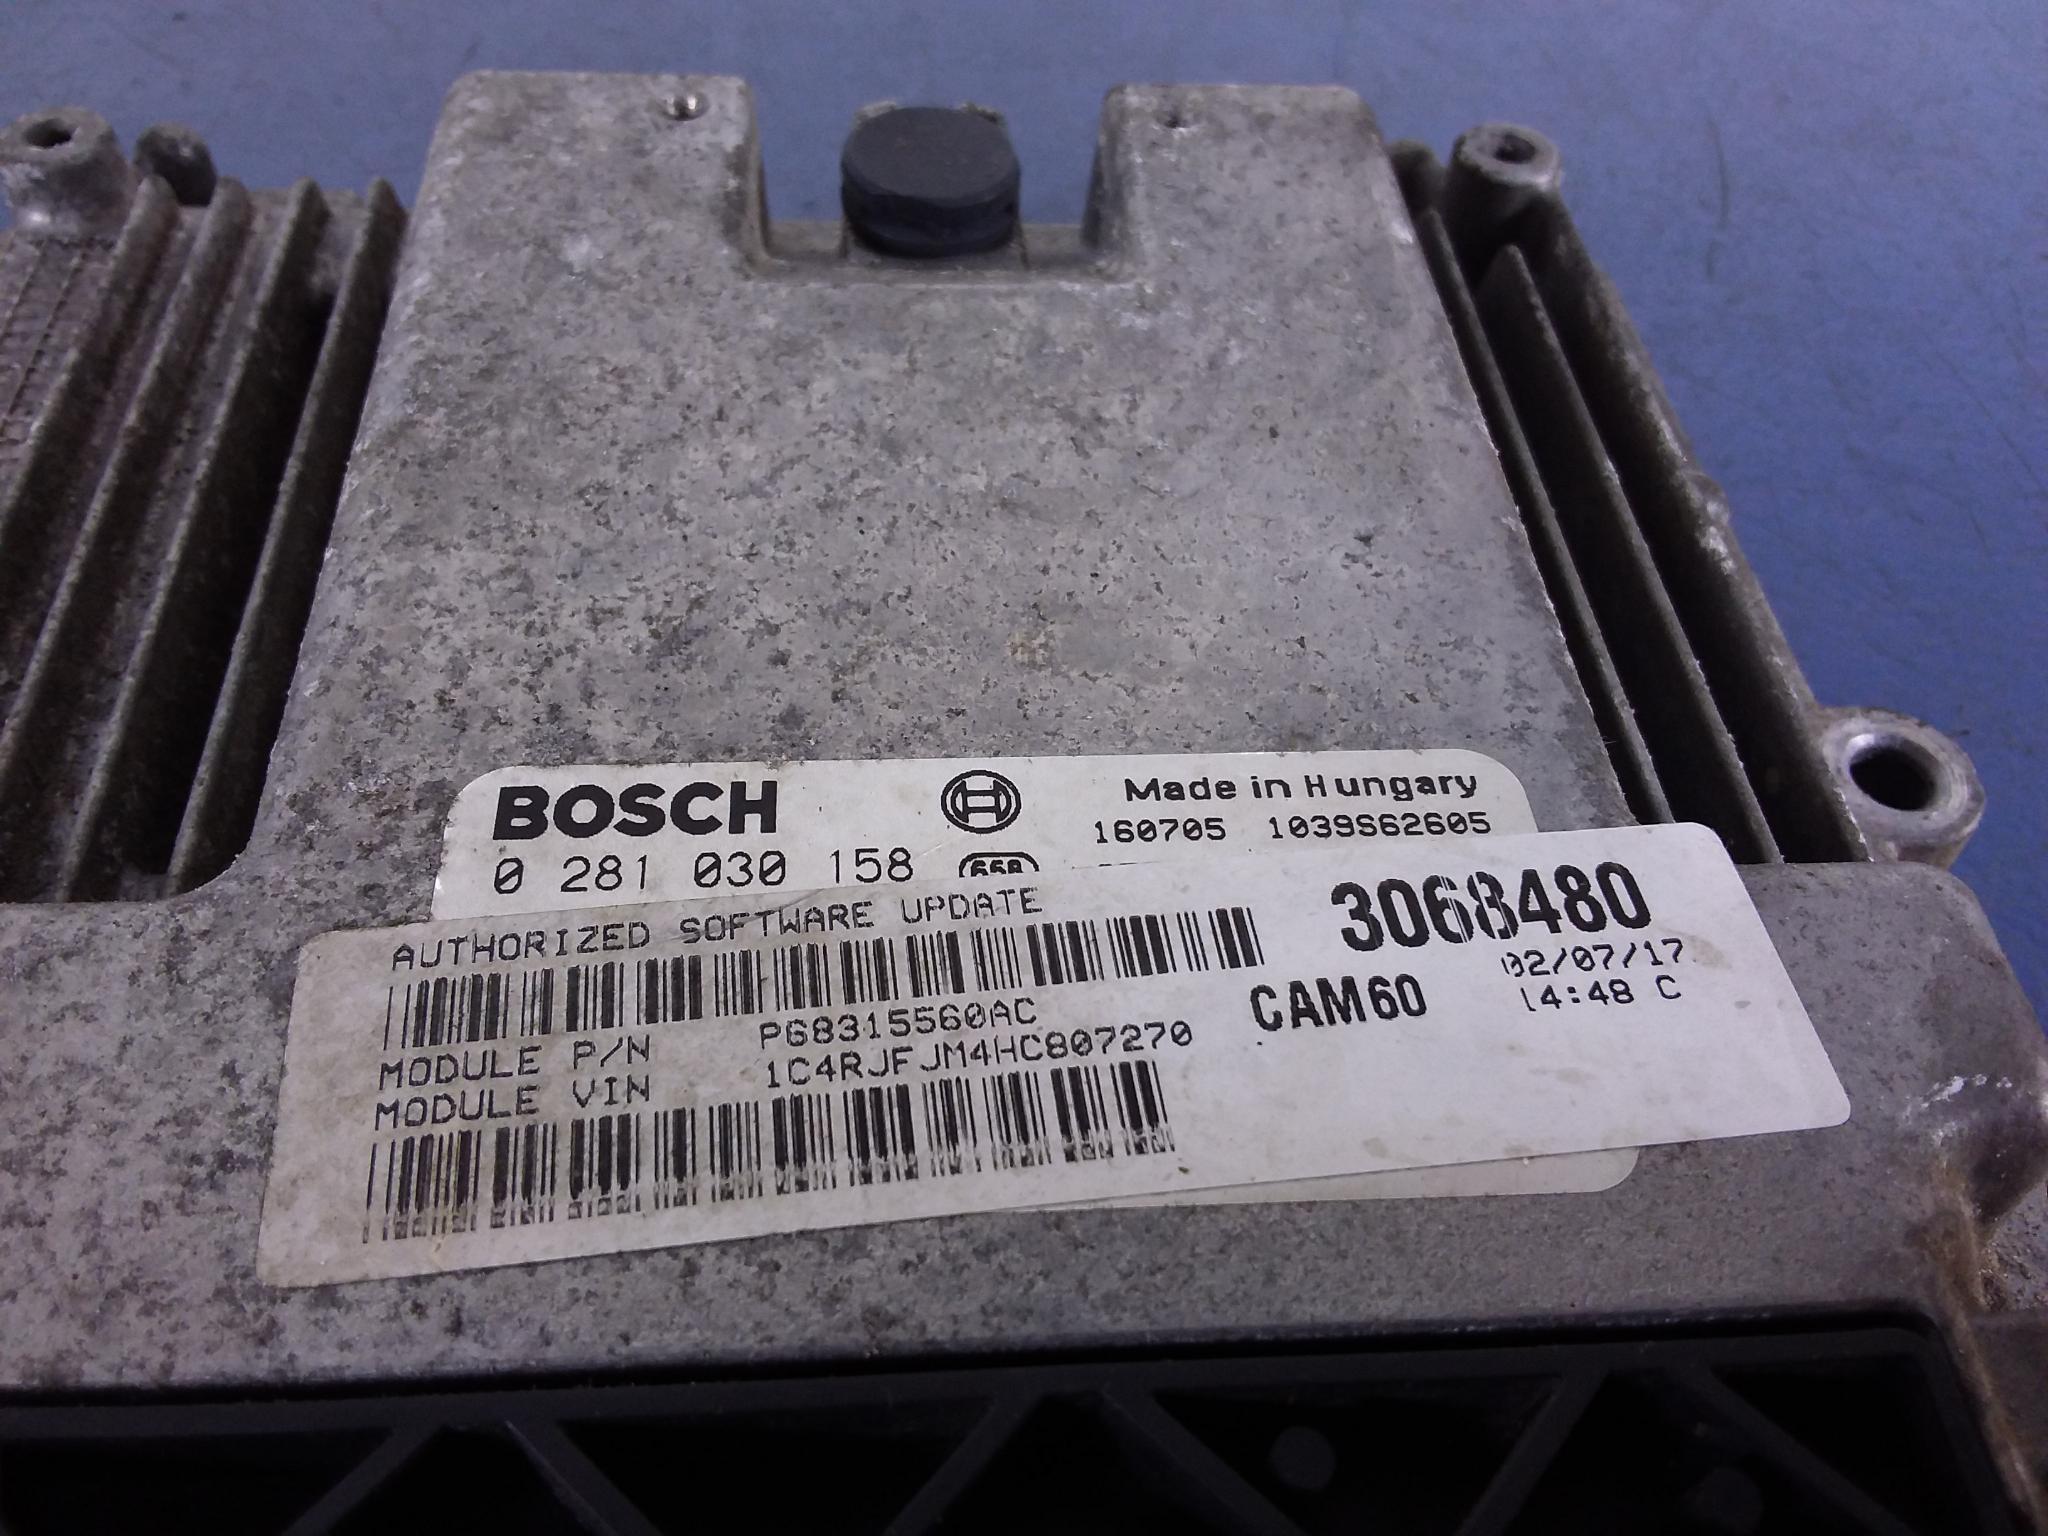 BOSCH
Made in Hungary
160705 1039S62605
0 281 030 158
658
AUTHORIZED SOFTWARE UPDATE
3068480
02/07/17
14:48 C
CAM60
MODULE P/N P68315560AC
MODULE VIN 1C4RJFJM4HC807270